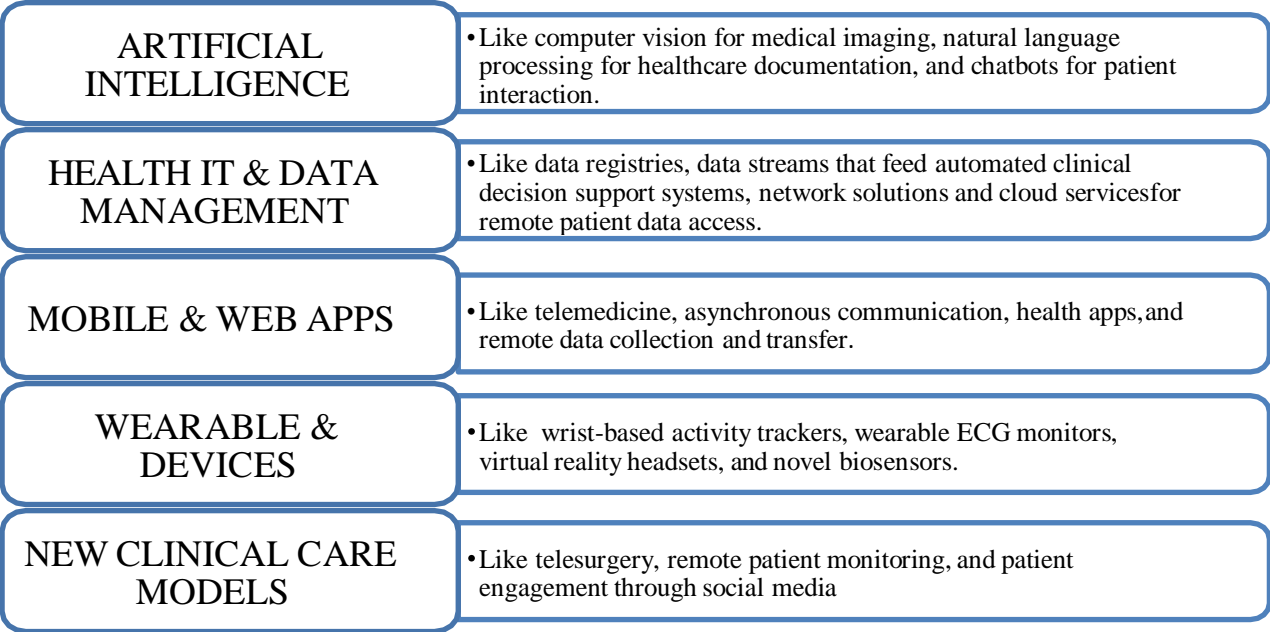 ARTIFICIAL
INTELLIGENCE
•Like computer vision for medical imaging, natural language
processing for healthcare documentation, and chatbots for patient
interaction.
HEALTH IT & DATA
MANAGEMENT
•Like data registries, data streams that feed automated clinical
decision support systems, network solutions and cloud servicesfor
remote patient data access.
MOBILE & WEB APPS
•Like telemedicine, asynchronous communication, health apps,and
remote data collection and transfer.
WEARABLE &
DEVICES
•Like wrist-based activity trackers, wearable ECG monitors,
virtual reality headsets, and novel biosensors.
NEW CLINICAL CARE
MODELS
•Like telesurgery, remote patient monitoring, and patient
engagement through social media